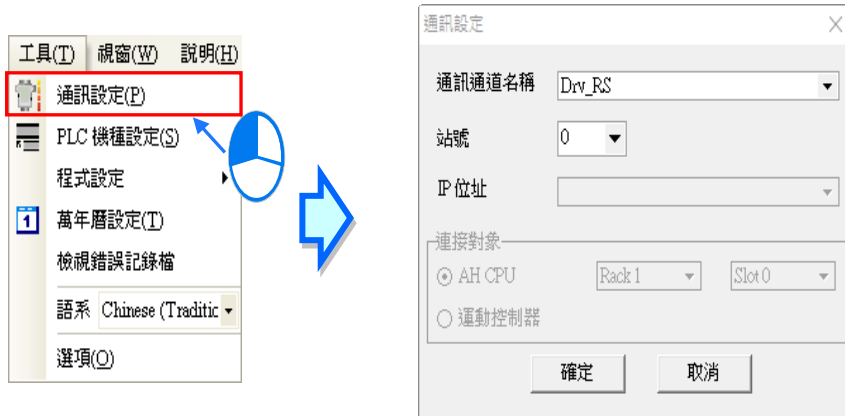 工具(T) 視窗(W) 說明(H)
通訊設定(P)
PLC 機種設定(S)
程式設定
1 萬年曆設定(T)
檢視錯誤記錄檔
語系 Chinese (Traditic
選項(O)
通訊設定
通訊通道名稱 Drv_RS
站號 0
IP 位址
連接對象
AH CPU Rack 1 Slot 0
運動控制器
確定 取消